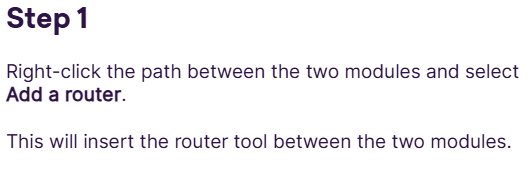 Step 1
Right-click the path between the two modules and select
Add a router.
This will insert the router tool between the two modules.